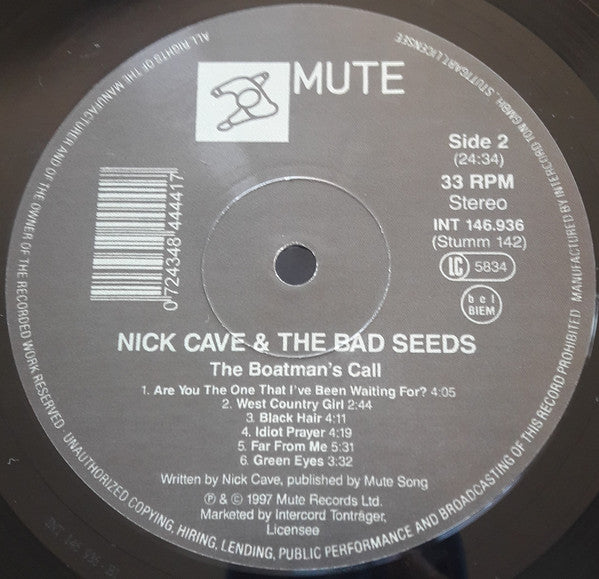 MUTE
Side 2
(24:34)
33 RPM
Stereo
INT 146.936
(Stumm 142)
LC 5834
bel
BIEM
0 724348 444417
NICK CAVE & THE BAD SEEDS
The Boatman's Call
1. Are You The One That I've Been Waiting For? 4:05
2. West Country Girl 2:44
3. Black Hair 4:11
4. Idiot Prayer 4:19
5. Far From Me 5:31
6. Green Eyes 3:32
Written by Nick Cave, published by Mute Song
℗ & © 1997 Mute Records Ltd.
Marketed by Intercord Tonträger,
Licensee
ALL RIGHTS OF THE MANUFACTURER AND OF THE OWNER OF THE RECORDED WORK RESERVED. UNAUTHORIZED COPYING, HIRING, LENDING, PUBLIC PERFORMANCE AND BROADCASTING OF THIS RECORD PROHIBITED. MANUFACTURED BY INTERCORD TON GMBH, STUTTGART/LICENSEE